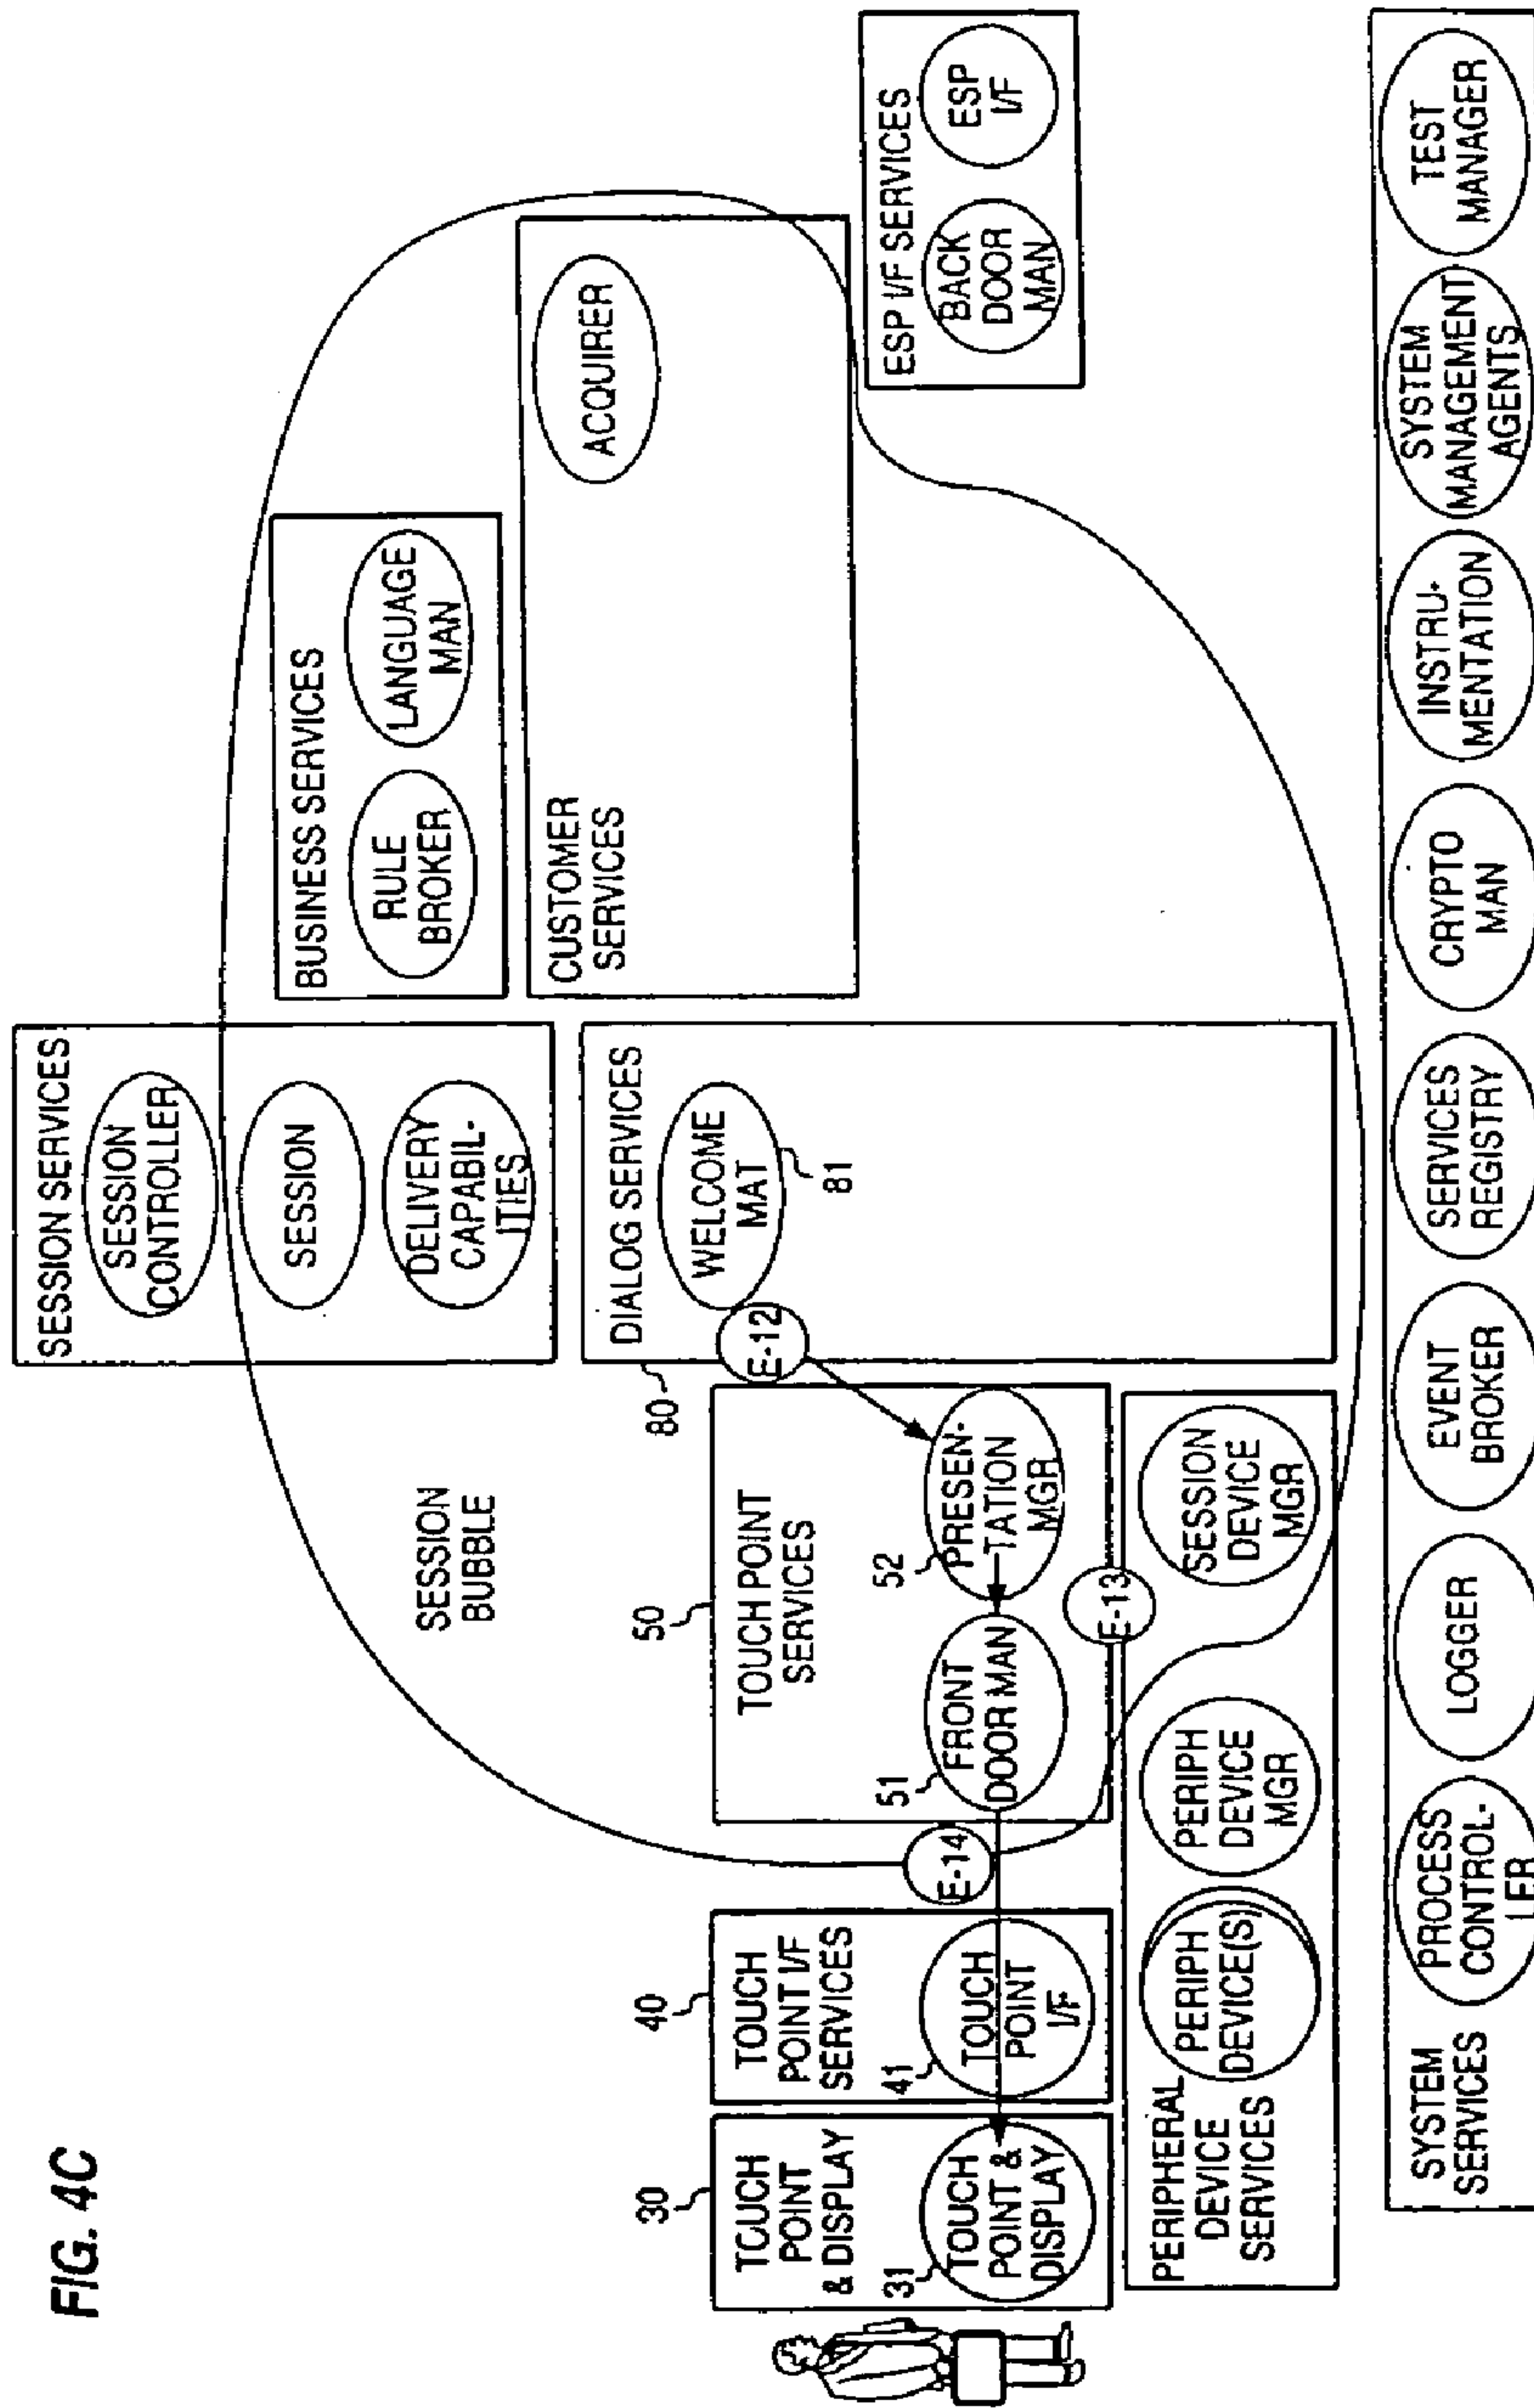 FIG. 4C
SESSION SERVICES
SESSION
CONTROLLER
SESSION
DELIVERY
CAPABIL-
ITIES
BUSINESS SERVICES
RULE
BROKER
LANGUAGE
MAN
SESSION
BUBBLE
CUSTOMER
SERVICES
ACQUIRER
30
TOUCH
POINT
& DISPLAY
31
TOUCH
POINT &
DISPLAY
40
TOUCH
POINT I/F
SERVICES
41
TOUCH
POINT
I/F
E-14
50
TOUCH POINT
SERVICES
51
FRONT
DOOR MAN
52
PRESEN-
TATION
MGR
E-13
80
DIALOG SERVICES
E-12
WELCOME
MAT
81
ESP I/F SERVICES
BACK
DOOR
MAN
ESP
I/F
PERIPHERAL
DEVICE
SERVICES
PERIPH
DEVICE(S)
PERIPH
DEVICE
MGR
SESSION
DEVICE
MGR
SYSTEM
SERVICES
PROCESS
CONTROL-
LER
LOGGER
EVENT
BROKER
SERVICES
REGISTRY
CRYPTO
MAN
INSTRU-
MENTATION
SYSTEM
MANAGEMENT
AGENTS
TEST
MANAGER